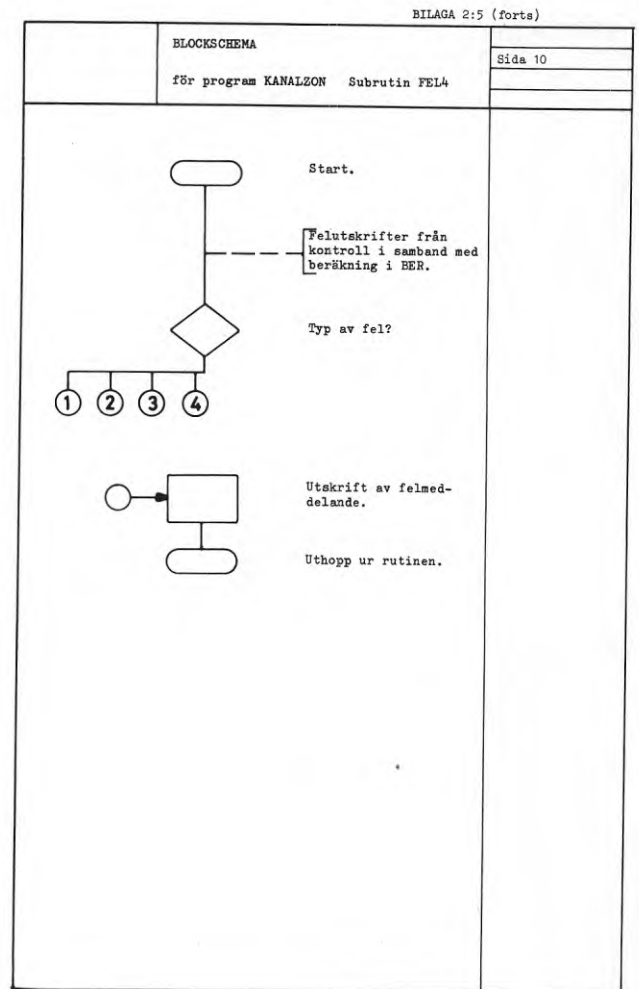 BILAGA 2:5 (forts)
BLOCKSCHEMA
Sida 10
för program KANALZON Subrutin FEL4
Start.
Felutskrifter från
kontroll i samband med
beräkning i BER.
Typ av fel?
1 2 3 4
Utskrift av felmed-
delande.
Uthopp ur rutinen.